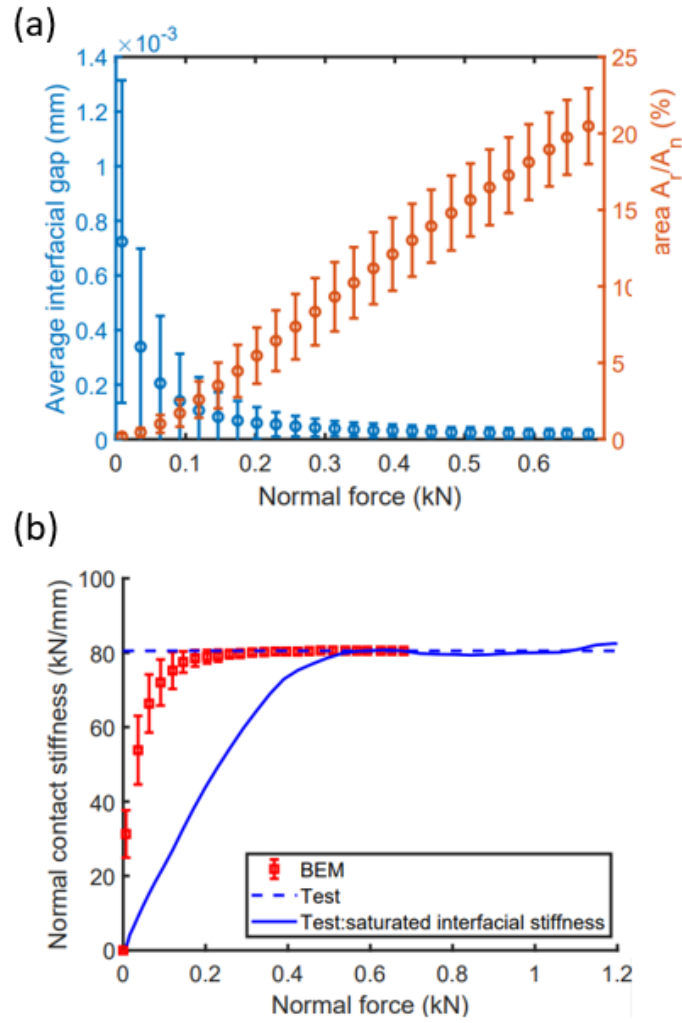 (a)
×10⁻³
1.4
1.2
1
0.8
0.6
0.4
0.2
0
Average interfacial gap (mm)
25
20
15
10
5
0
area A_r/A_n (%)
0 0.1 0.2 0.3 0.4 0.5 0.6
Normal force (kN)
(b)
100
80
60
40
20
0
Normal contact stiffness (kN/mm)
BEM
Test
Test:saturated interfacial stiffness
0 0.2 0.4 0.6 0.8 1 1.2
Normal force (kN)